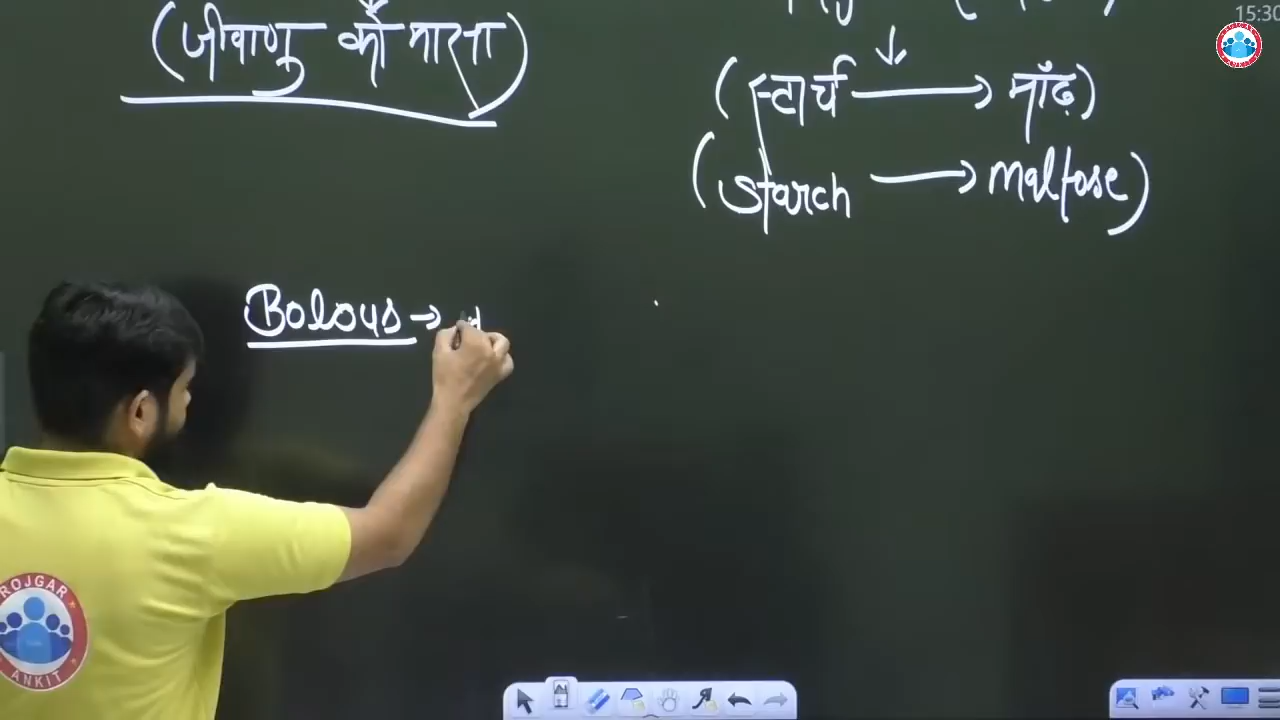 15:30
(जीवाणु को मारना)
(स्टार्च → माँढ़)
(Starch → Maltose)
Bolous →
ROJGAR
ANKIT